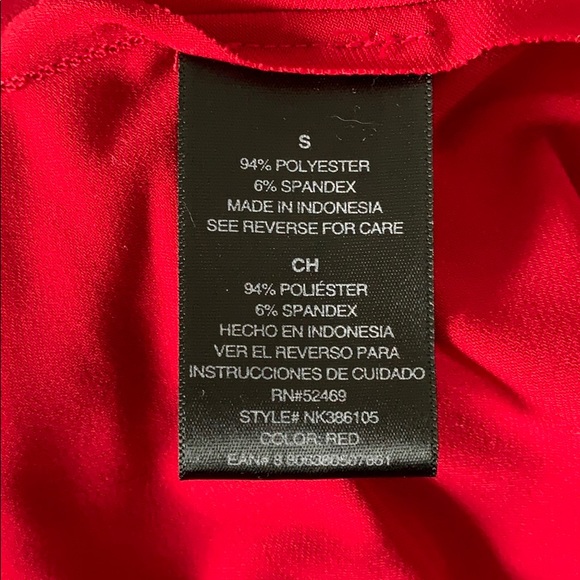 S
94% POLYESTER
6% SPANDEX
MADE IN INDONESIA
SEE REVERSE FOR CARE
CH
94% POLIÉSTER
6% SPANDEX
HECHO EN INDONESIA
VER EL REVERSO PARA
INSTRUCCIONES DE CUIDADO
RN#52469
STYLE# NK386105
COLOR: RED
EAN#